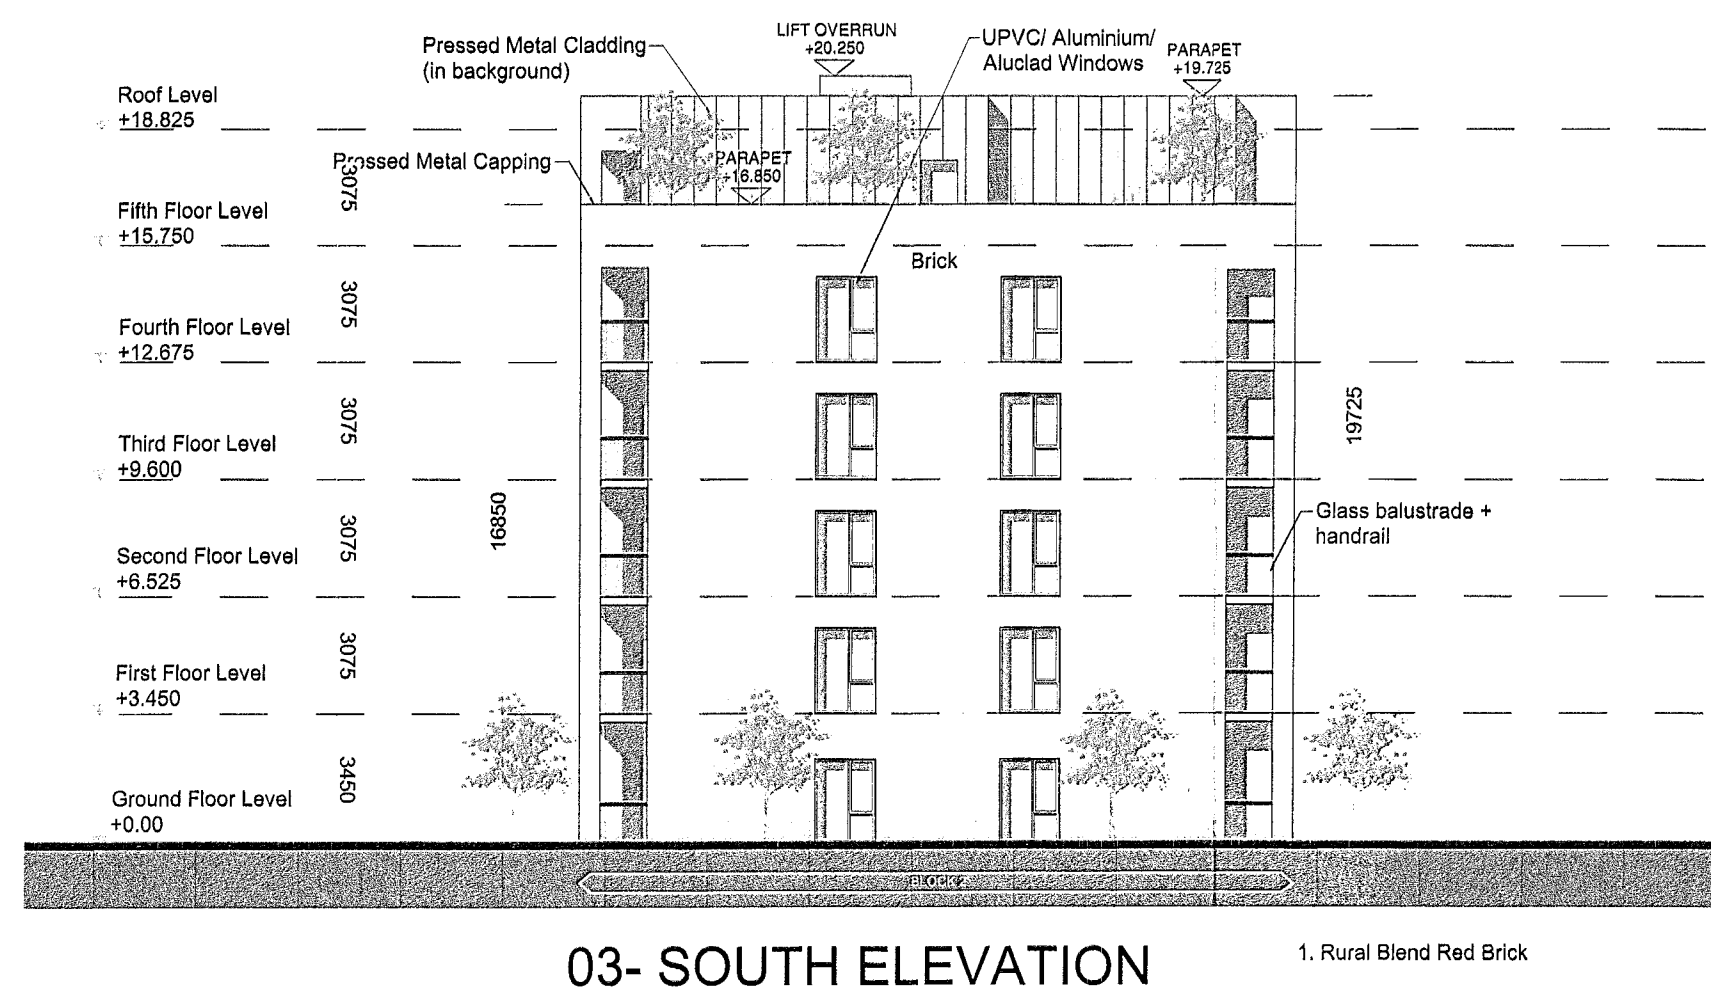 LIFT OVERRUN
+20.250
Pressed Metal Cladding
(in background)
UPVC/ Aluminium/
Aluclad Windows
PARAPET
+19.725
Roof Level
+18.825
Pressed Metal Capping
PARAPET
+16.850
3075
Fifth Floor Level
+15.750
Brick
3075
Fourth Floor Level
+12.675
3075
19725
Third Floor Level
+9.600
16850
3075
Glass balustrade +
handrail
Second Floor Level
+6.525
3075
First Floor Level
+3.450
3450
Ground Floor Level
+0.00
BLOCK 2
03- SOUTH ELEVATION
1. Rural Blend Red Brick